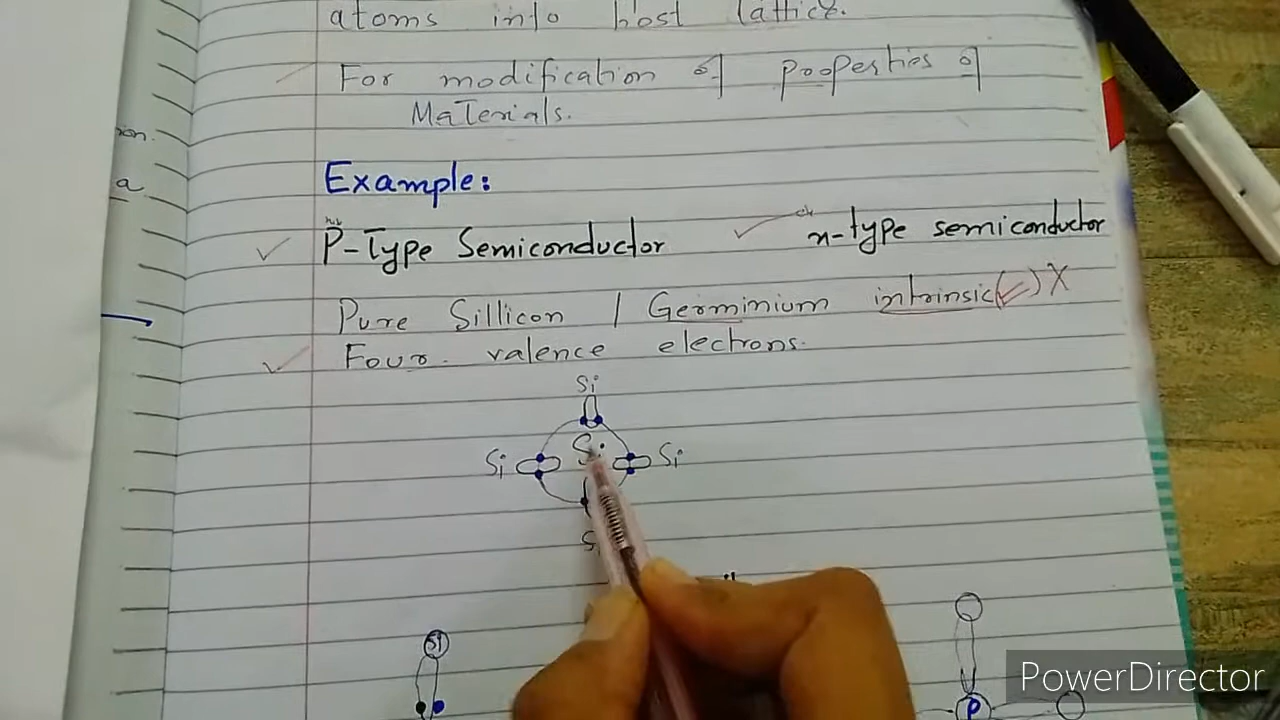 atoms into host lattice.
For modification of properties of
Materials.
ion.
a
Example:
P-Type Semiconductor n-type semiconductor
Pure Sillicon / Germinium intrinsic(✓)X
Four valence electrons.
Si
Si Si Si
S
Si
P
PowerDirector